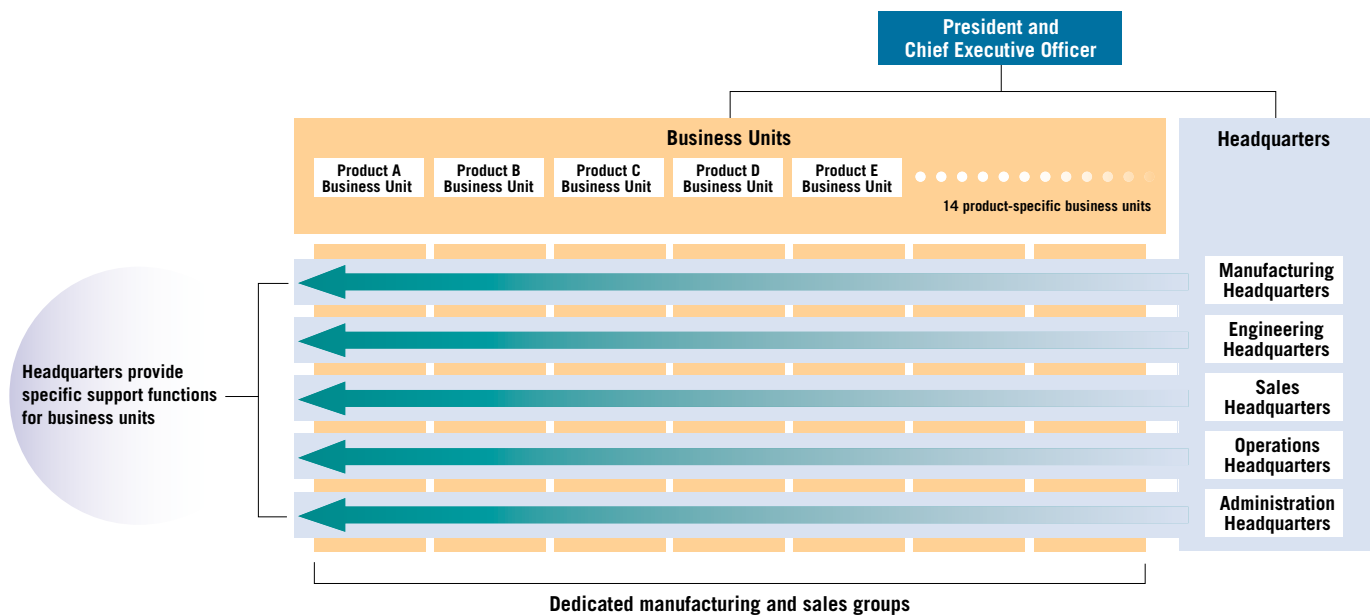 President and
Chief Executive Officer
Business Units
Headquarters
Product A
Business Unit
Product B
Business Unit
Product C
Business Unit
Product D
Business Unit
Product E
Business Unit
14 product-specific business units
Manufacturing
Headquarters
Engineering
Headquarters
Sales
Headquarters
Operations
Headquarters
Administration
Headquarters
Headquarters provide
specific support functions
for business units
Dedicated manufacturing and sales groups